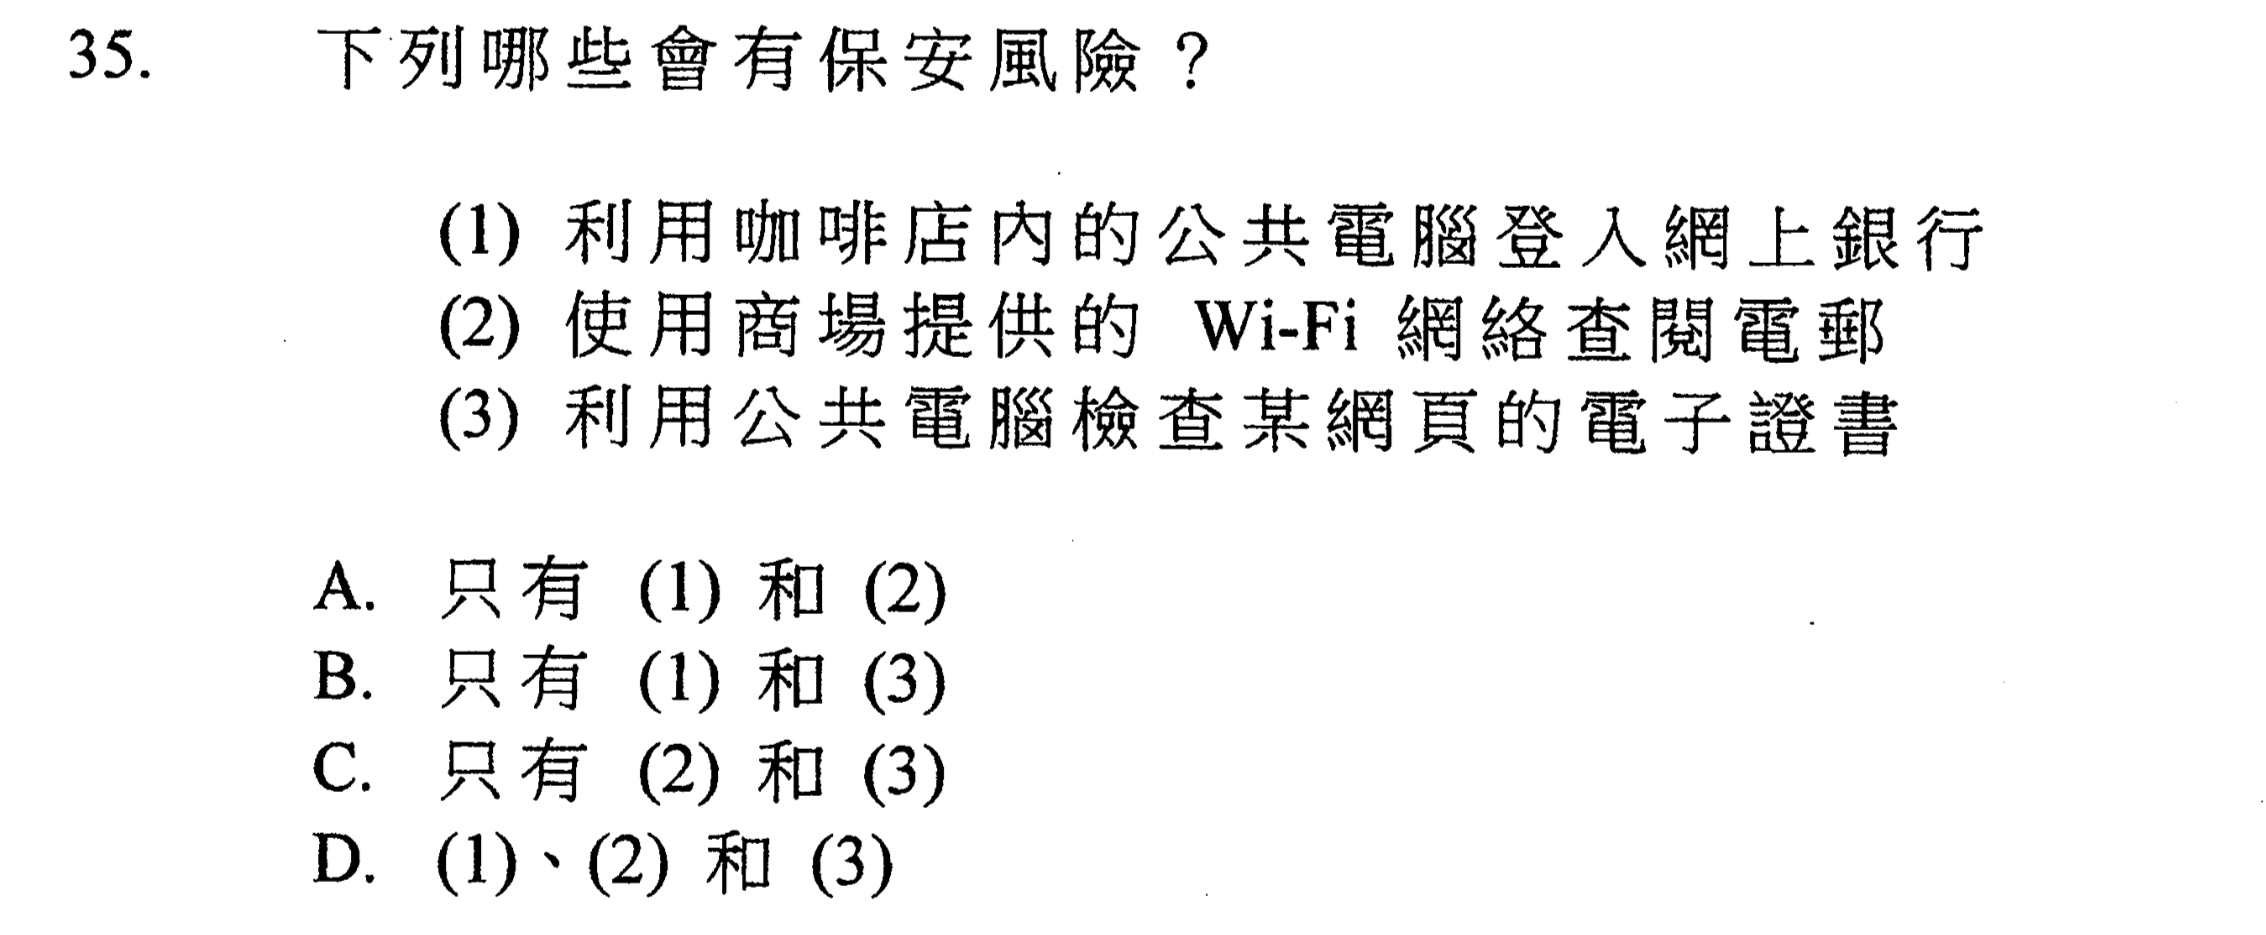 35. 下列哪些會有保安風險？
(1) 利用咖啡店內的公共電腦登入網上銀行
(2) 使用商場提供的 Wi-Fi 網絡查閱電郵
(3) 利用公共電腦檢查某網頁的電子證書
A. 只有 (1) 和 (2)
B. 只有 (1) 和 (3)
C. 只有 (2) 和 (3)
D. (1)、(2) 和 (3)